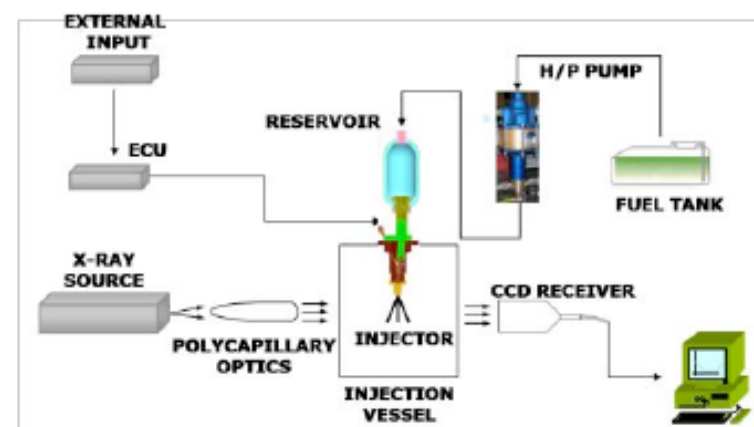 EXTERNAL
INPUT
H/P PUMP
RESERVOIR
ECU
FUEL TANK
X-RAY
SOURCE
CCD RECEIVER
POLYCAPILLARY
OPTICS
INJECTOR
INJECTION
VESSEL